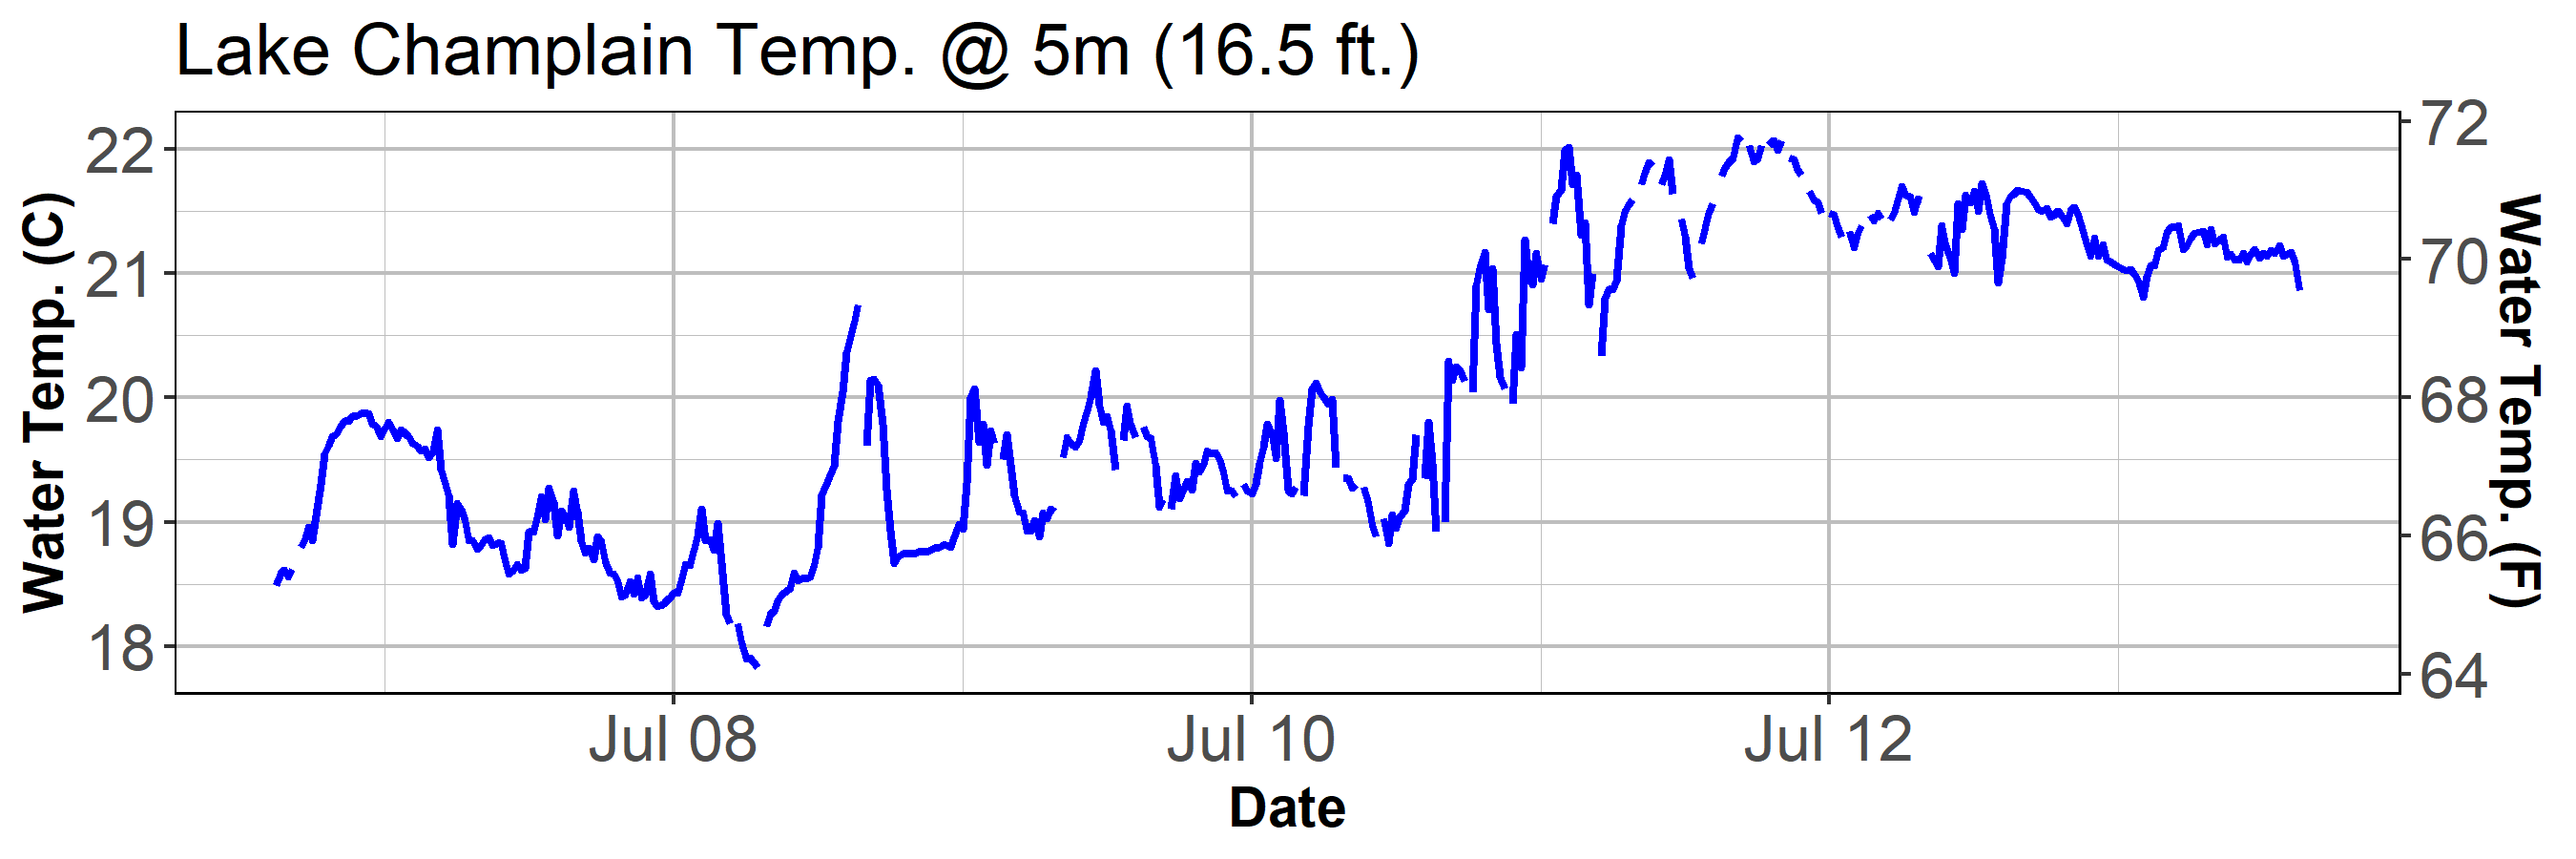 Lake Champlain Temp. @ 5m (16.5 ft.)
Water Temp. (C)
22
21
20
19
18
72
70
68
66
64
Water Temp. (F)
Jul 08
Jul 10
Jul 12
Date